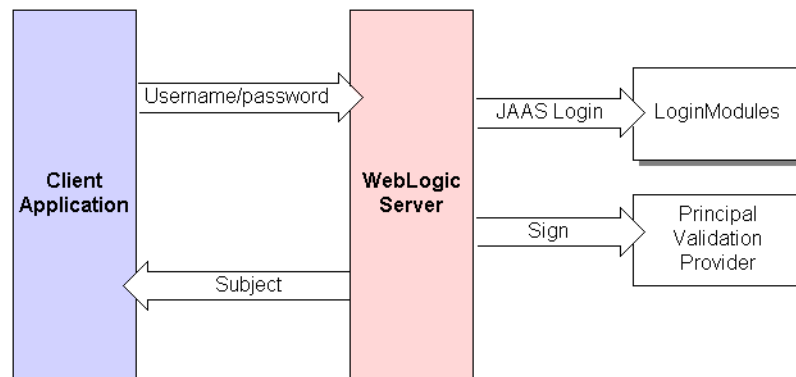 Username/password
JAAS Login
LoginModules
Client
Application
WebLogic
Server
Principal
Validation
Provider
Sign
Subject